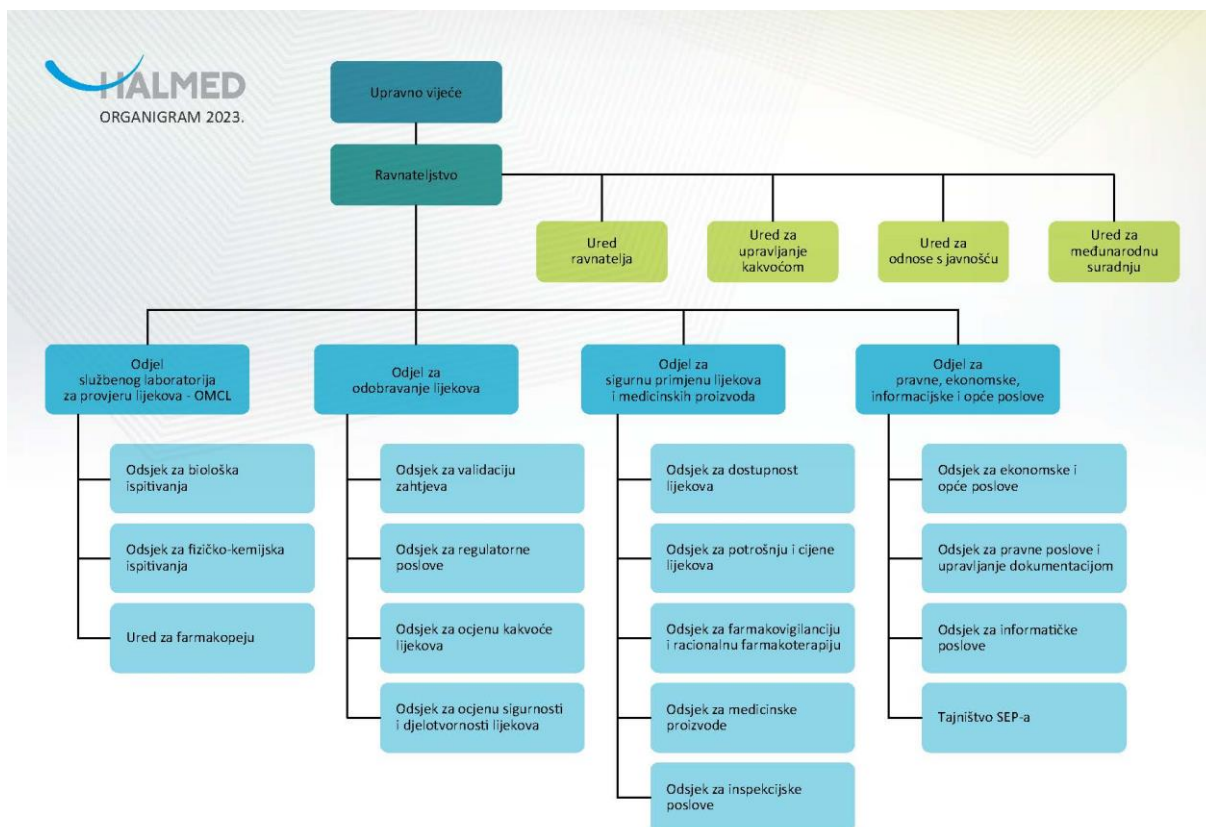 HALMED
ORGANIGRAM 2023.
Upravno vijeće
Ravnateljstvo
Ured
ravnatelja
Ured za
upravljanje
kakvoćom
Ured za
odnose s javnošću
Ured za
međunarodnu
suradnju
Odjel
službenog laboratorija
za provjeru lijekova - OMCL
Odjel za
odobravanje lijekova
Odjel za
sigurnu primjenu lijekova
i medicinskih proizvoda
Odjel za
pravne, ekonomske,
informacijske i opće poslove
Odsjek za biološka
ispitivanja
Odsjek za fizičko-kemijska
ispitivanja
Ured za farmakopeju
Odsjek za validaciju
zahtjeva
Odsjek za regulatorne
poslove
Odsjek za ocjenu kakvoće
lijekova
Odsjek za ocjenu sigurnosti
i djelotvornosti lijekova
Odsjek za dostupnost
lijekova
Odsjek za potrošnju i cijene
lijekova
Odsjek za farmakovigilanciju
i racionalnu farmakoterapiju
Odsjek za medicinske
proizvode
Odsjek za inspekcijske
poslove
Odsjek za ekonomske i
opće poslove
Odsjek za pravne poslove i
upravljanje dokumentacijom
Odsjek za informatičke
poslove
Tajništvo SEP-a